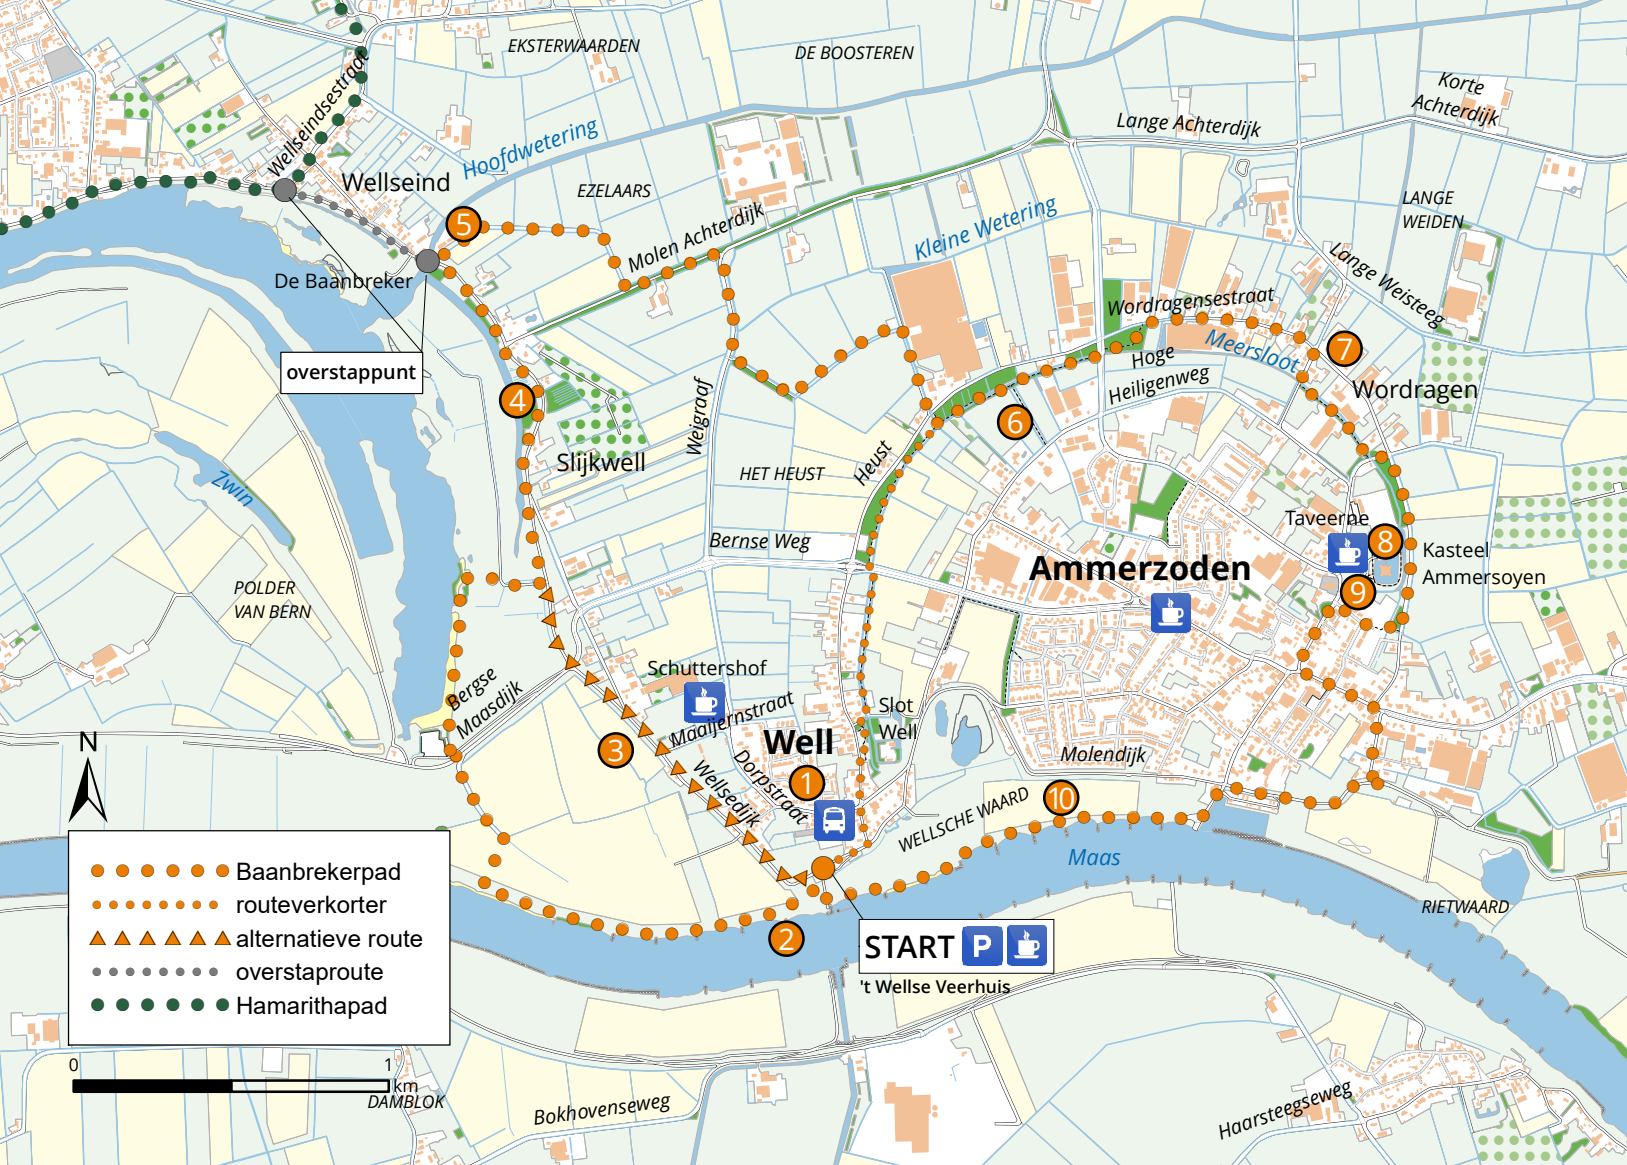 EKSTERWAARDEN
DE BOOSTEREN
Korte
Achterdijk
Lange Achterdijk
Wellseindsestraat
Hoofdwetering
Wellseind
EZELAARS
LANGE
WEIDEN
5
Molen Achterdijk
Kleine Wetering
De Baanbreker
Lange Weisteeg
Wordragensestraat
Meersloot
7
overstappunt
Hoge
Heiligenweg
Wordragen
4
6
Weigraaf
Heust
Slijkwell
HET HEUST
Zwin
Taveerne
8
Bernse Weg
Kasteel
Ammersoyen
Ammerzoden
9
POLDER
VAN BERN
Schuttershof
Bergse
Maasdijk
Maaijernstraat
Slot
Well
N
3
Well
Molendijk
Dorpstraat
Wellsedijk
1
10
WELLSCHE WAARD
Maas
Baanbrekerpad
routeverkorter
alternatieve route
overstaproute
Hamarithapad
2
RIETWAARD
START P
't Wellse Veerhuis
0 1
km
DAMBLOK
Bokhovenseweg
Haarsteegseweg